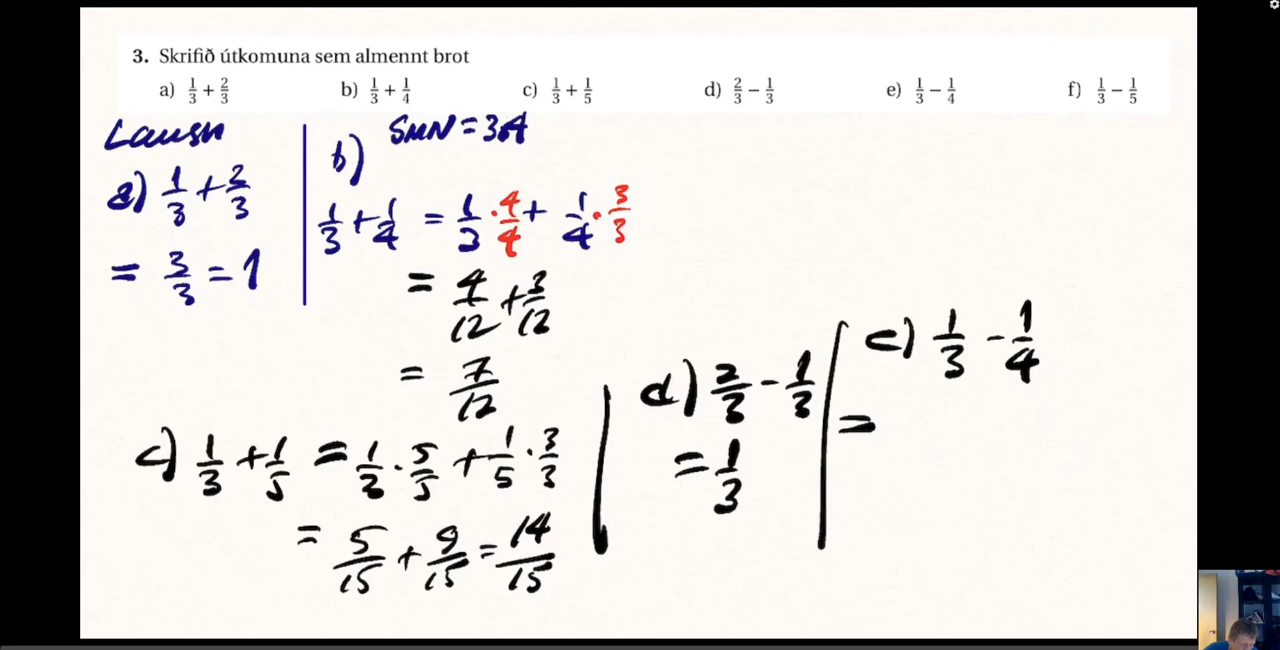 3. Skrifið útkomuna sem almennt brot
a) 1/3 + 2/3 b) 1/3 + 1/4 c) 1/3 + 1/5 d) 2/3 − 1/3 e) 1/3 − 1/4 f) 1/3 − 1/5
Lausn
a) 1/3 + 2/3
= 3/3 = 1
b) SMN = 3·4
1/3 + 1/4 = 1/3 · 4/4 + 1/4 · 3/3
= 4/12 + 3/12
= 7/12
c) 1/3 + 1/5 = 1/3 · 5/5 + 1/5 · 3/3
= 5/15 + 9/15 = 14/15
d) 2/3 − 1/3
= 1/3
e) 1/3 − 1/4
=